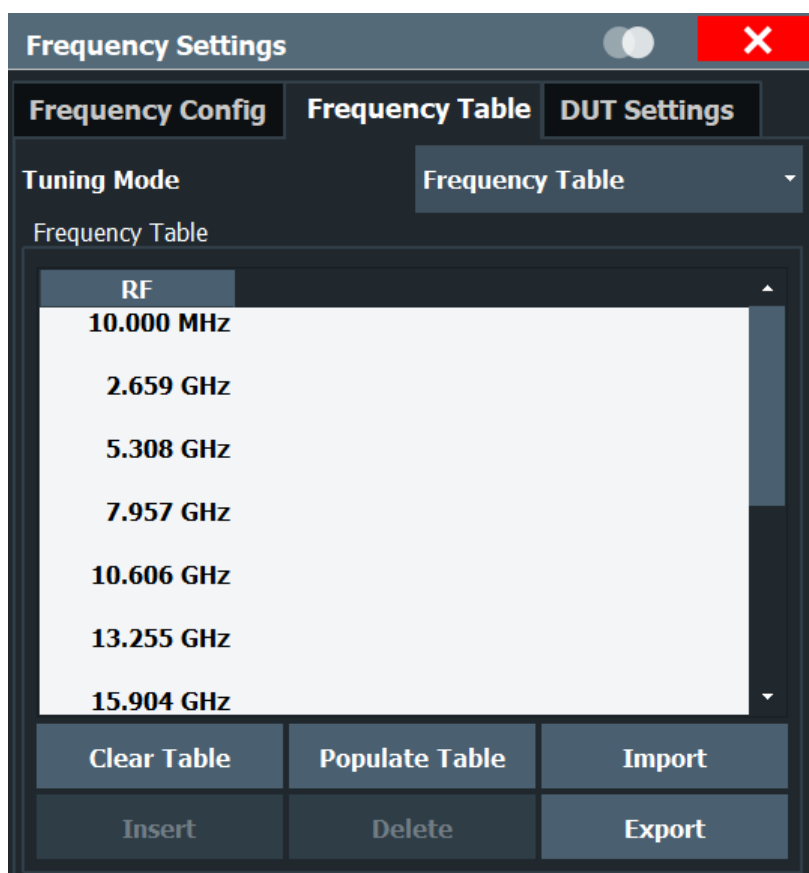 Frequency Settings
Frequency Config Frequency Table DUT Settings
Tuning Mode Frequency Table
Frequency Table
RF
10.000 MHz
2.659 GHz
5.308 GHz
7.957 GHz
10.606 GHz
13.255 GHz
15.904 GHz
Clear Table Populate Table Import
Insert Delete Export